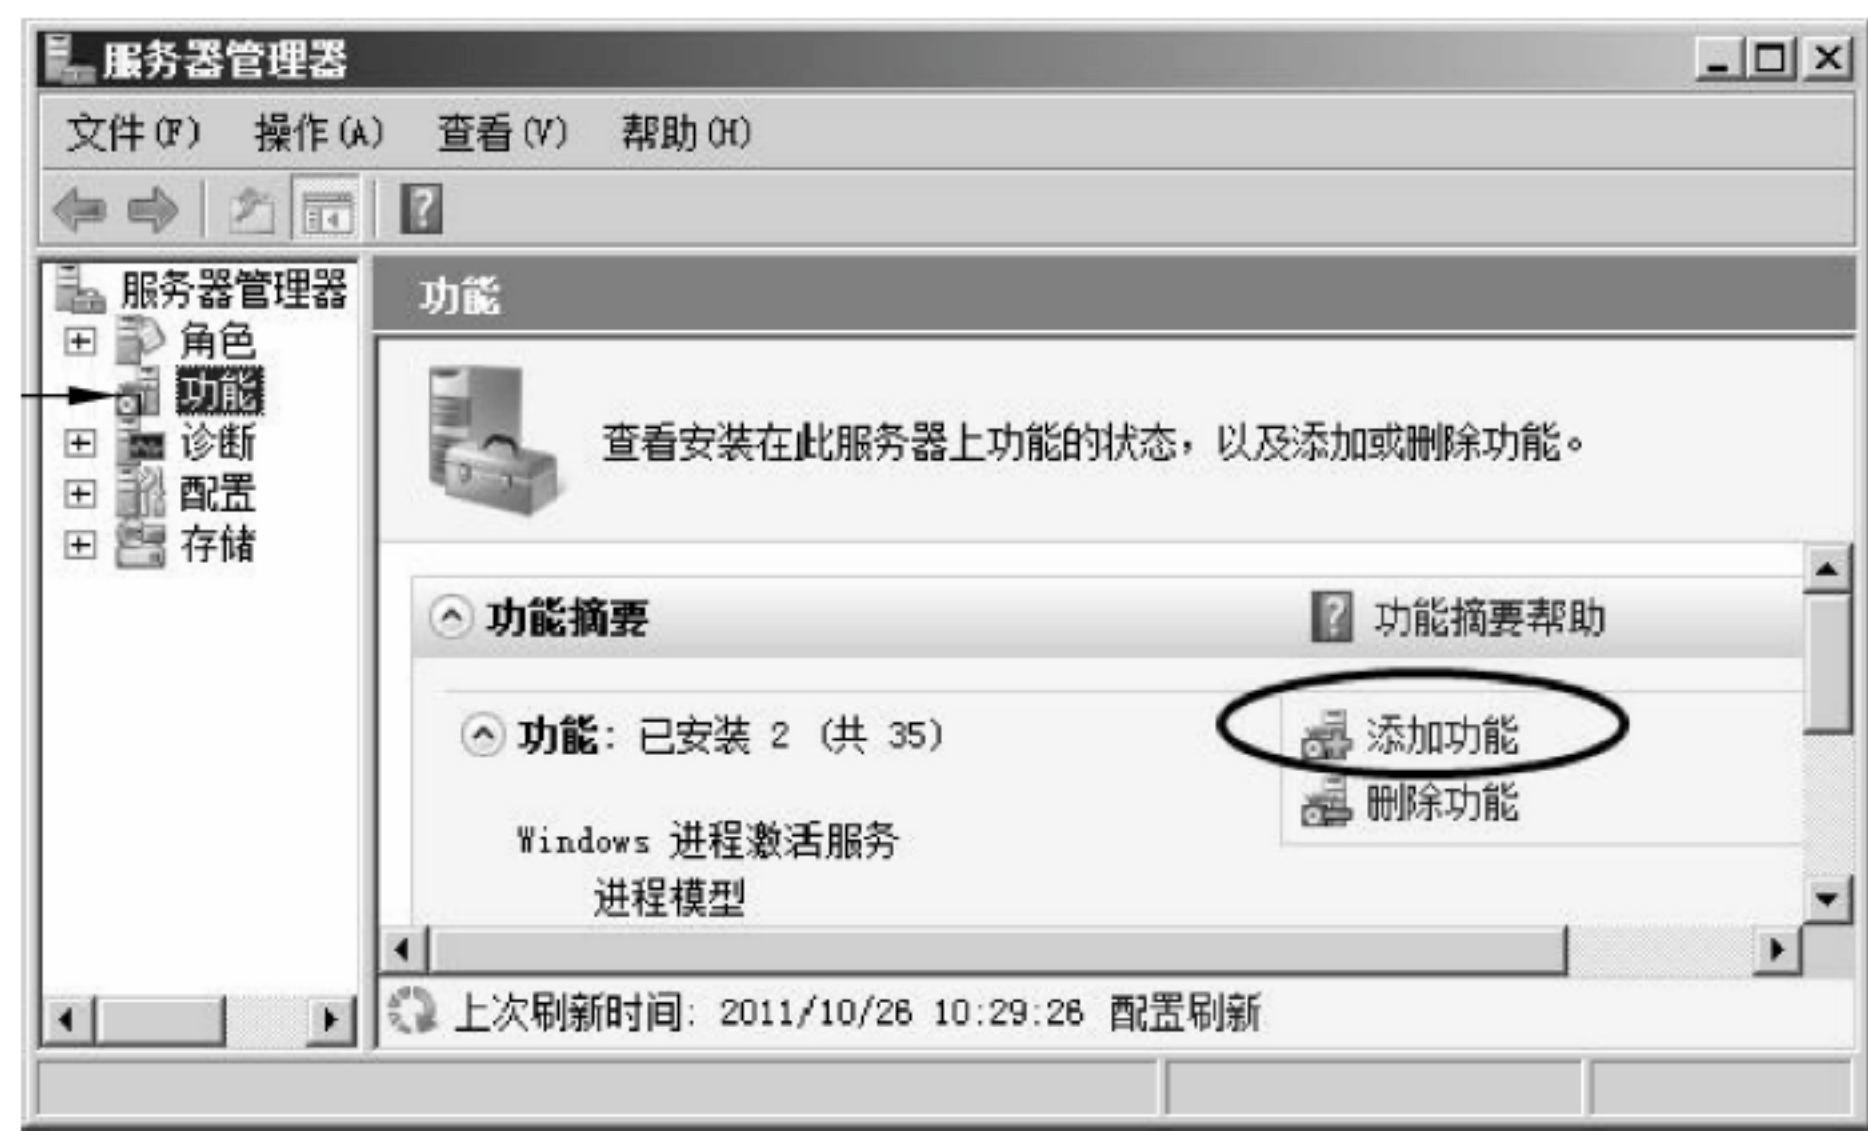 服务器管理器
文件(F) 操作(A) 查看(V) 帮助(H)
服务器管理器
角色
功能
诊断
配置
存储
功能
查看安装在此服务器上功能的状态，以及添加或删除功能。
功能摘要
功能摘要帮助
功能: 已安装 2 (共 35)
添加功能
删除功能
Windows 进程激活服务
进程模型
上次刷新时间: 2011/10/26 10:29:26 配置刷新